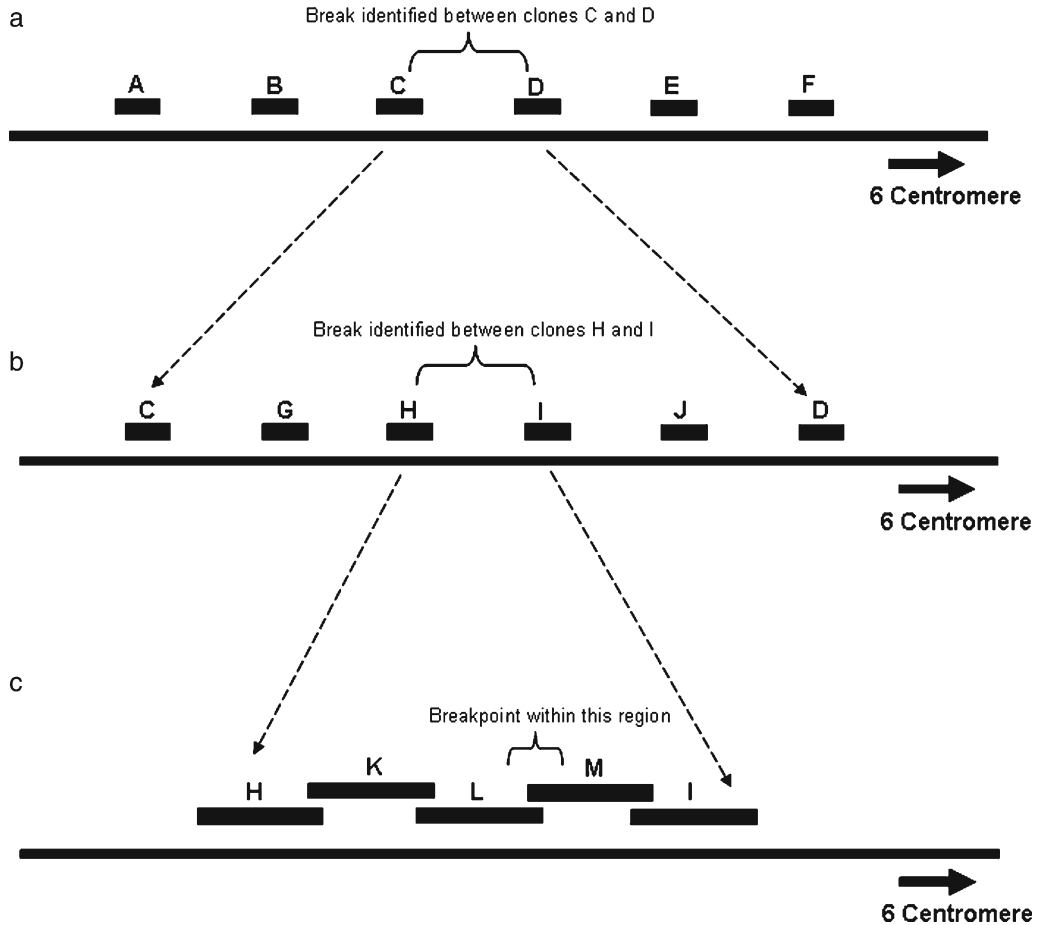 a
Break identified between clones C and D
A B C D E F
6 Centromere
b
Break identified between clones H and I
C G H I J D
6 Centromere
c
Breakpoint within this region
H K L M I
6 Centromere